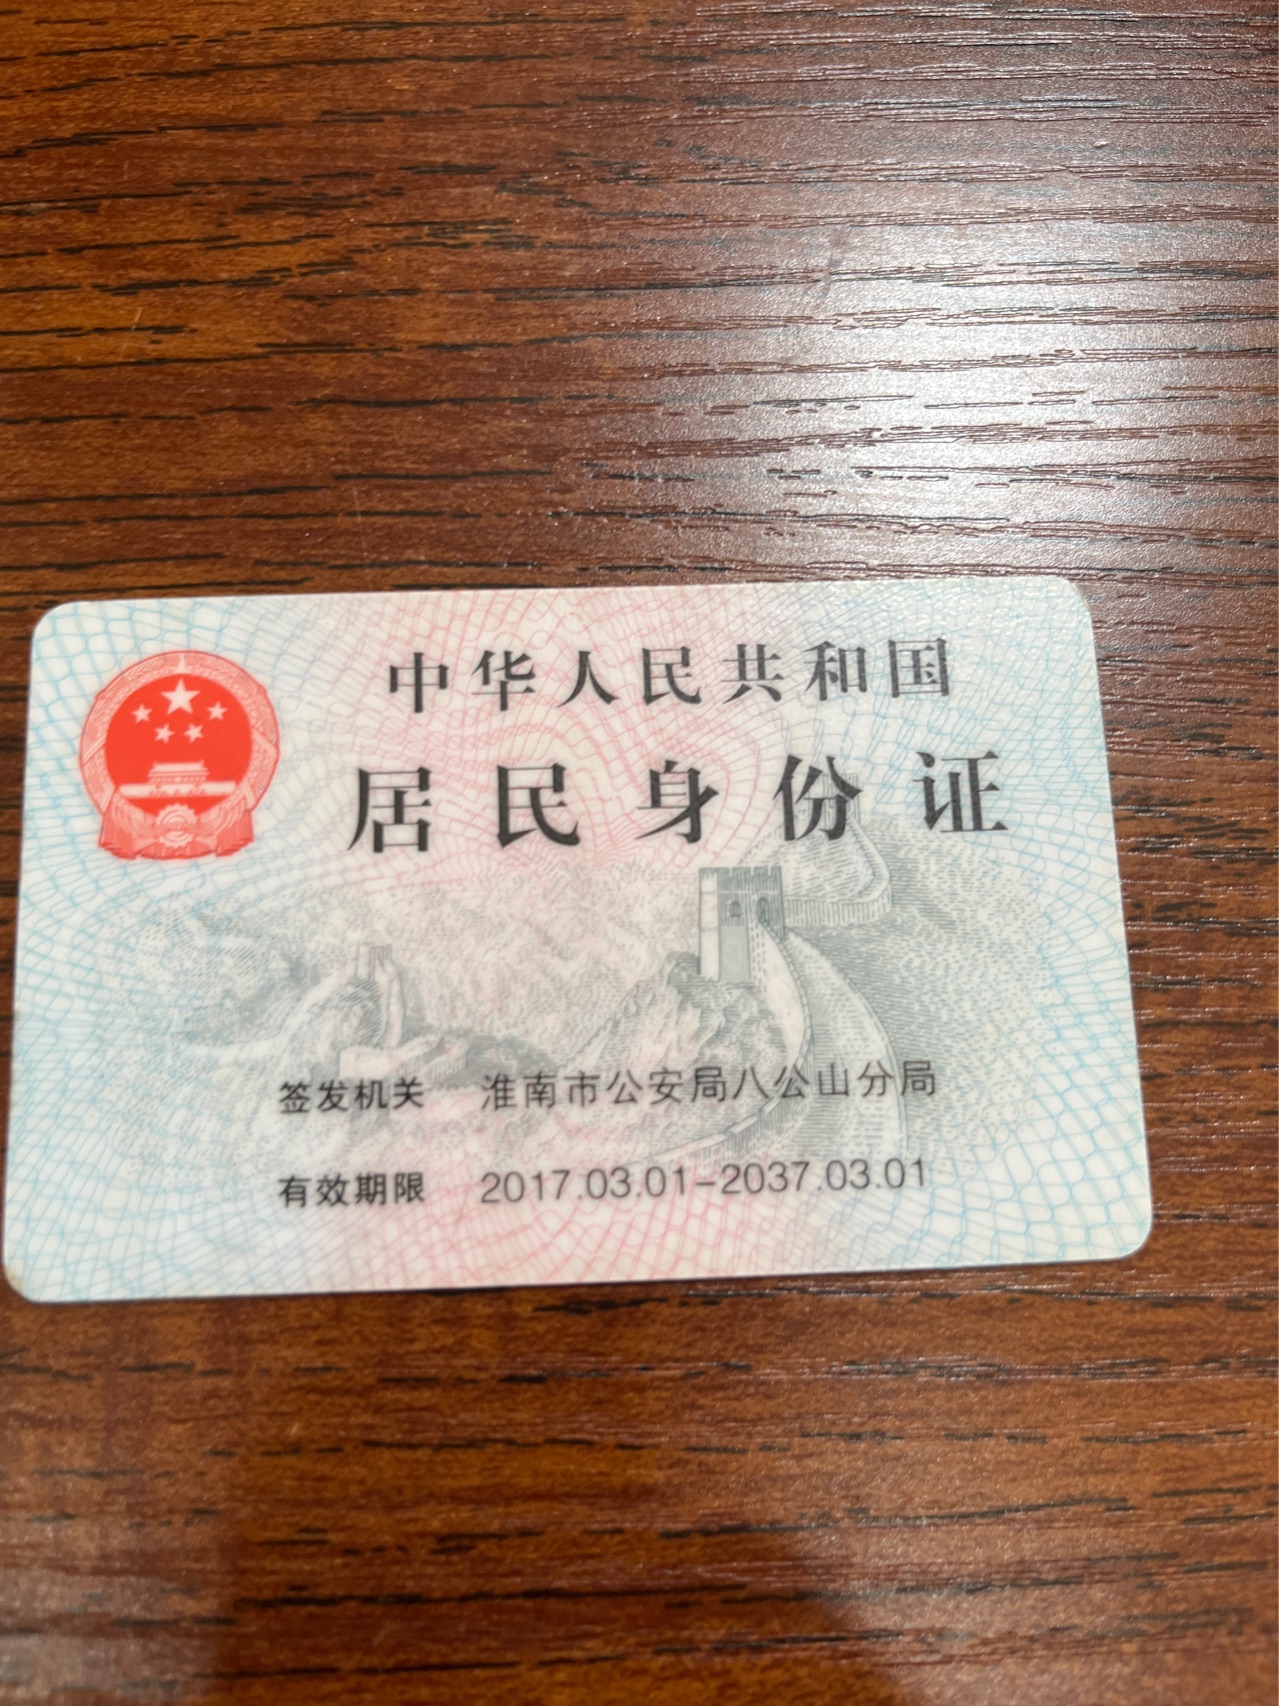 中华人民共和国
居民身份证
签发机关 淮南市公安局八公山分局
有效期限 2017.03.01-2037.03.01